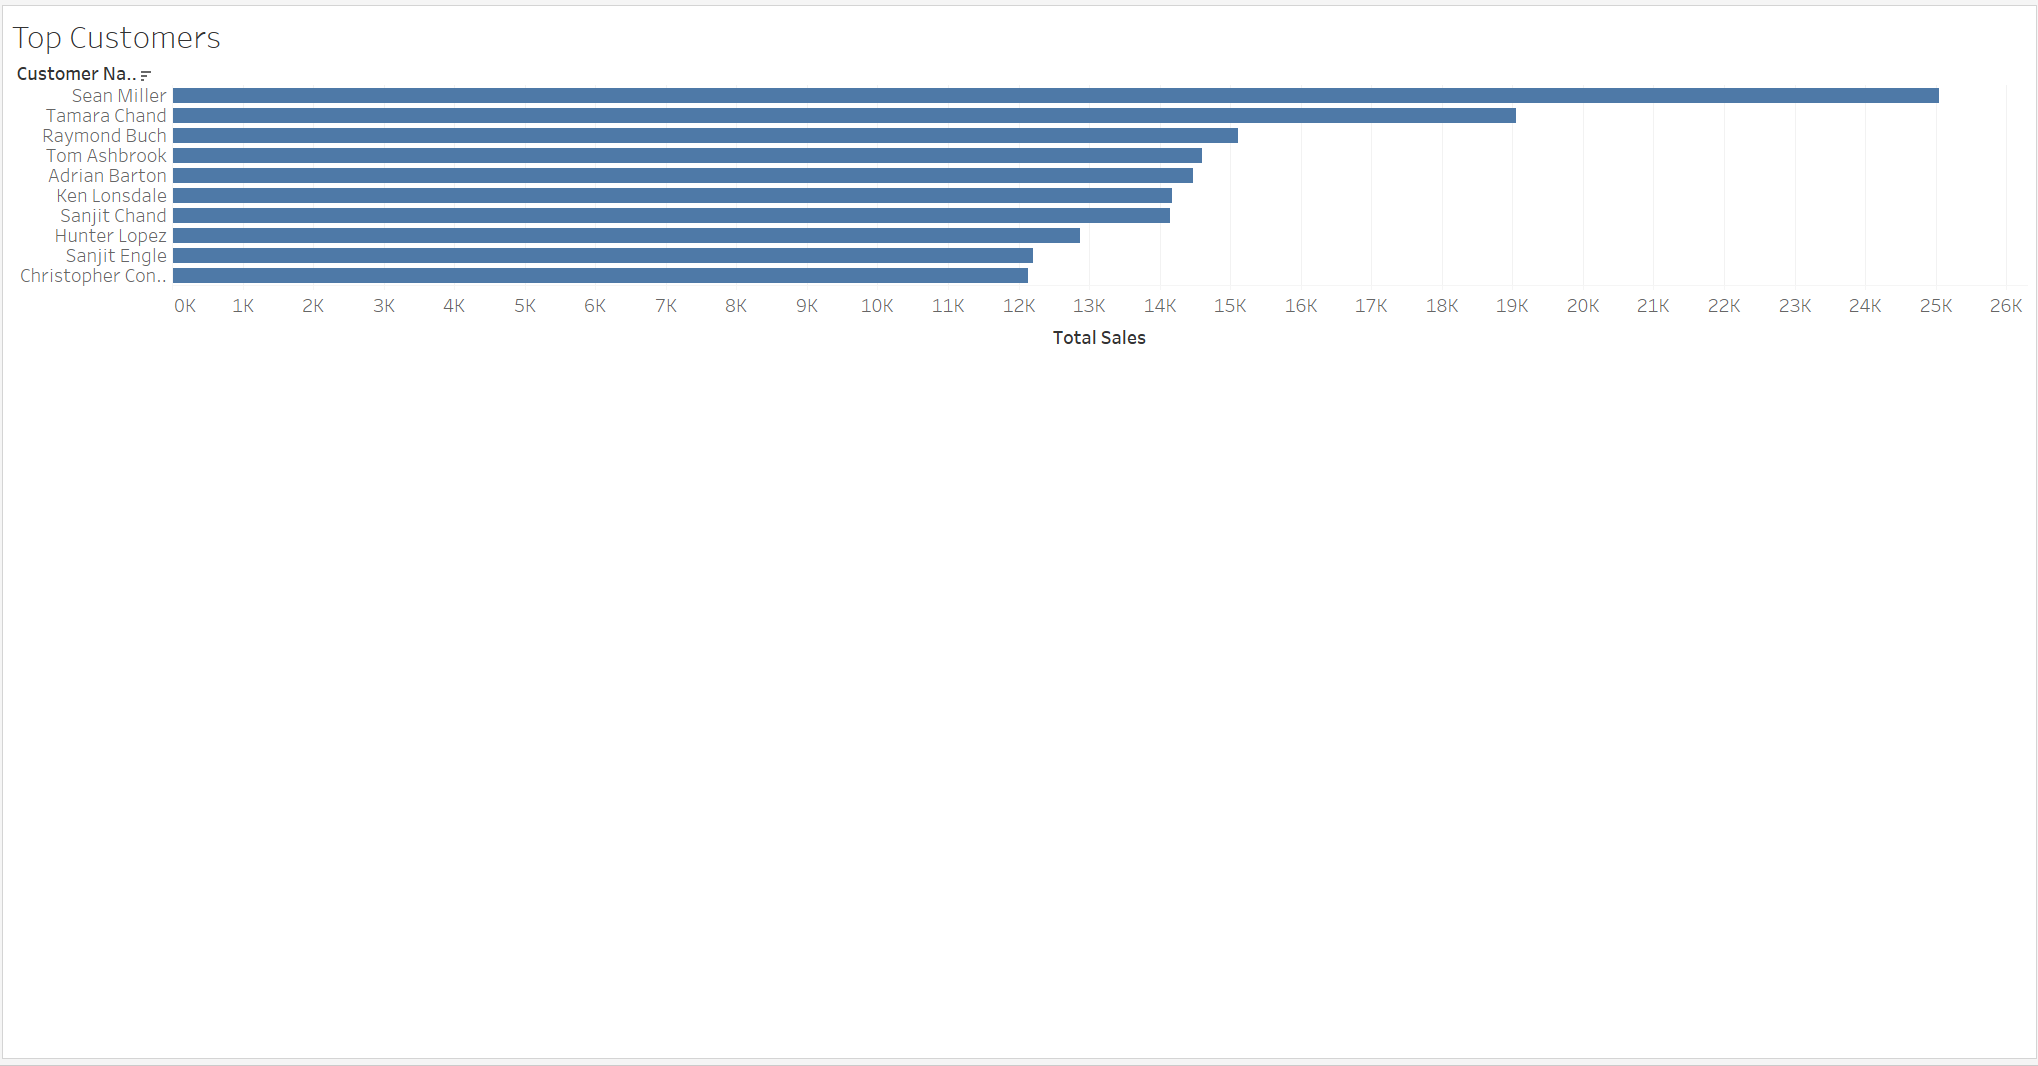 Top Customers
Customer Na..
Sean Miller
Tamara Chand
Raymond Buch
Tom Ashbrook
Adrian Barton
Ken Lonsdale
Sanjit Chand
Hunter Lopez
Sanjit Engle
Christopher Con..
0K 1K 2K 3K 4K 5K 6K 7K 8K 9K 10K 11K 12K 13K 14K 15K 16K 17K 18K 19K 20K 21K 22K 23K 24K 25K 26K
Total Sales